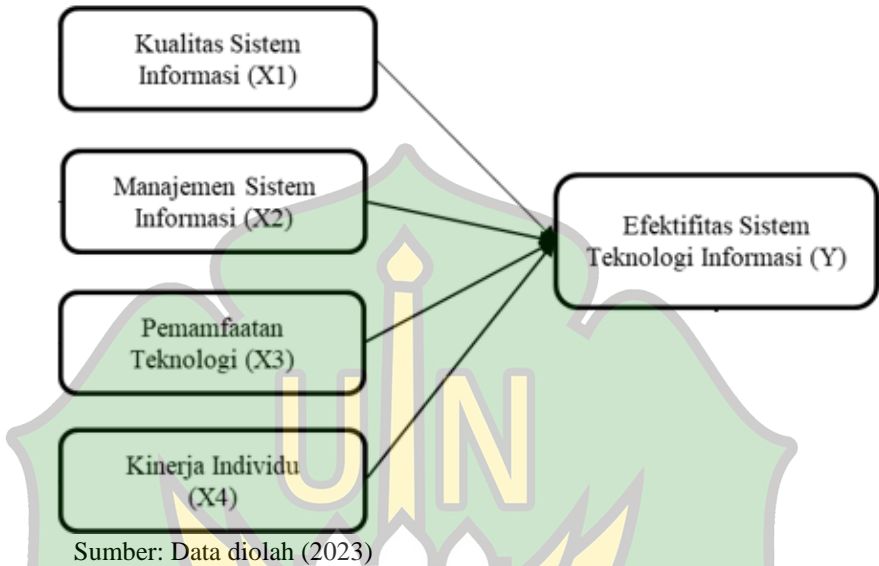 Kualitas Sistem
Informasi (X1)
Manajemen Sistem
Informasi (X2)
Pemamfaatan
Teknologi (X3)
Kinerja Individu
(X4)
Efektifitas Sistem
Teknologi Informasi (Y)
UIN
Sumber: Data diolah (2023)